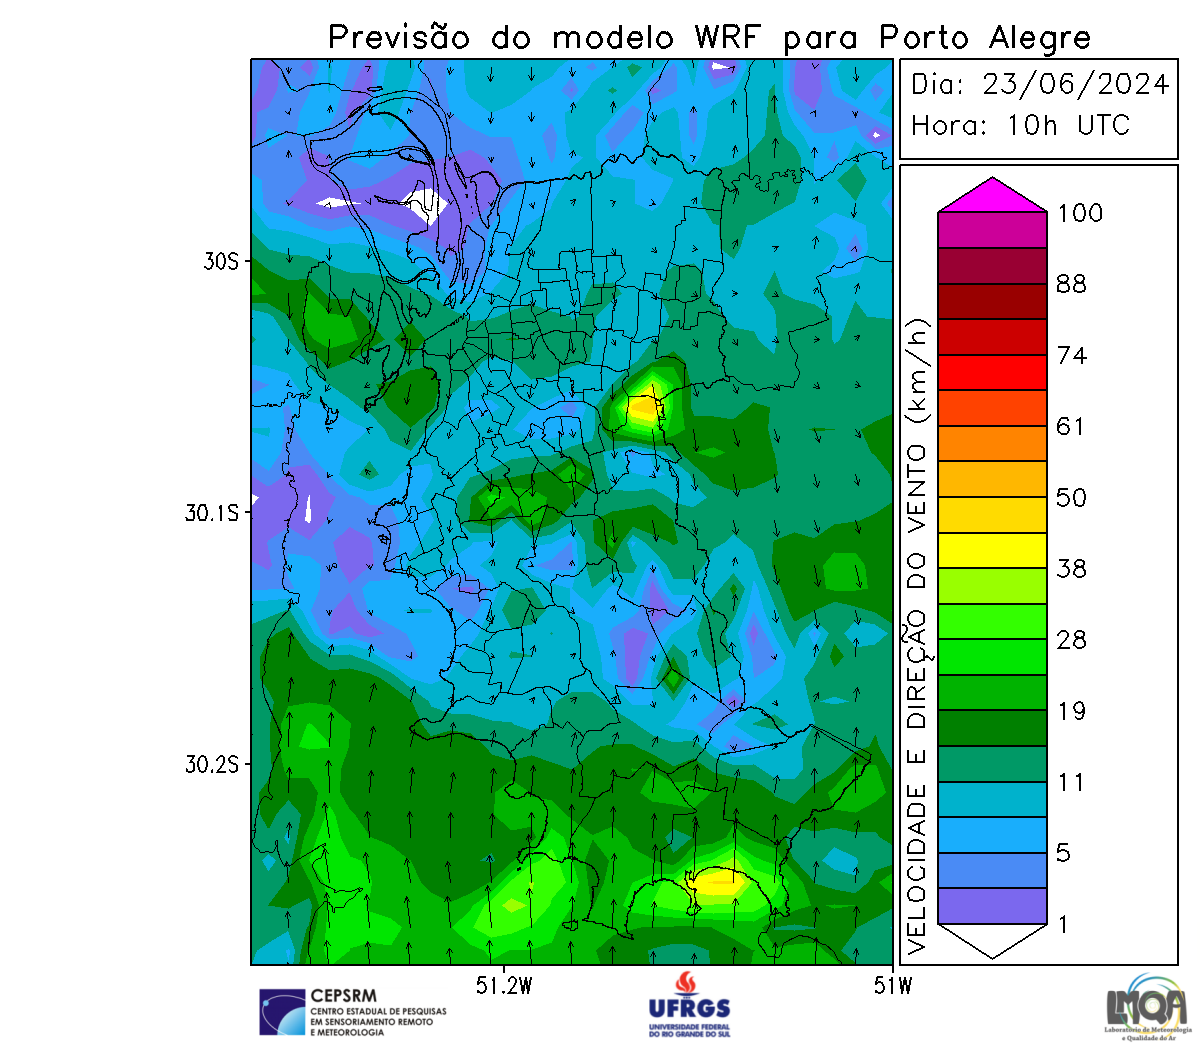 Previsão do modelo WRF para Porto Alegre
Dia: 23/06/2024
Hora: 10h UTC
30S
30.1S
30.2S
51.2W
51W
VELOCIDADE E DIREÇÃO DO VENTO (km/h)
100
88
74
61
50
38
28
19
11
5
1
CEPSRM
CENTRO ESTADUAL DE PESQUISAS
EM SENSORIAMENTO REMOTO
E METEOROLOGIA
UFRGS
UNIVERSIDADE FEDERAL
DO RIO GRANDE DO SUL
LMQA
Laboratório de Meteorologia
e Qualidade do Ar